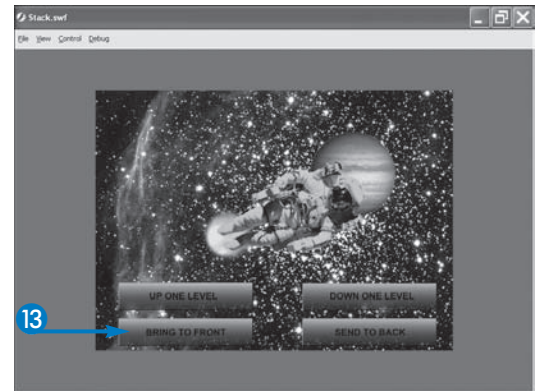 Stack.swf
File View Control Debug
UP ONE LEVEL DOWN ONE LEVEL
13 BRING TO FRONT SEND TO BACK